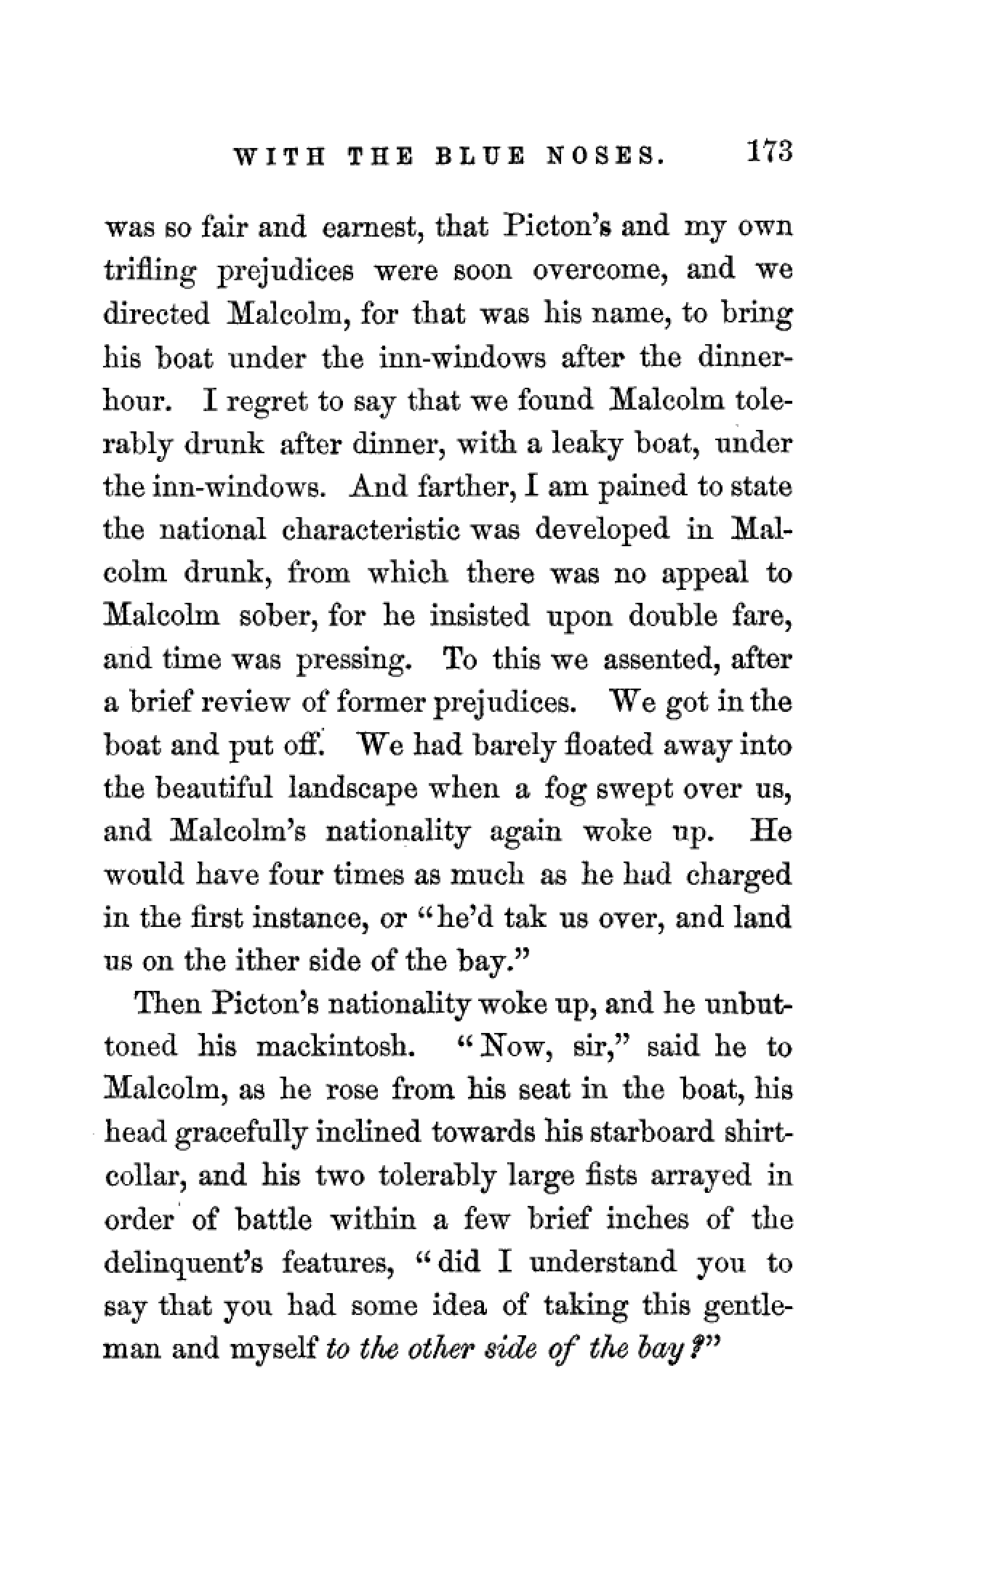 WITH THE BLUE NOSES. 173
was so fair and earnest, that Picton's and my own
trifling prejudices were soon overcome, and we
directed Malcolm, for that was his name, to bring
his boat under the inn-windows after the dinner-
hour. I regret to say that we found Malcolm tole-
rably drunk after dinner, with a leaky boat, under
the inn-windows. And farther, I am pained to state
the national characteristic was developed in Mal-
colm drunk, from which there was no appeal to
Malcolm sober, for he insisted upon double fare,
and time was pressing. To this we assented, after
a brief review of former prejudices. We got in the
boat and put off. We had barely floated away into
the beautiful landscape when a fog swept over us,
and Malcolm's nationality again woke up. He
would have four times as much as he had charged
in the first instance, or “he'd tak us over, and land
us on the ither side of the bay.”
Then Picton's nationality woke up, and he unbut-
toned his mackintosh. “Now, sir,” said he to
Malcolm, as he rose from his seat in the boat, his
head gracefully inclined towards his starboard shirt-
collar, and his two tolerably large fists arrayed in
order of battle within a few brief inches of the
delinquent's features, “did I understand you to
say that you had some idea of taking this gentle-
man and myself to the other side of the bay?”